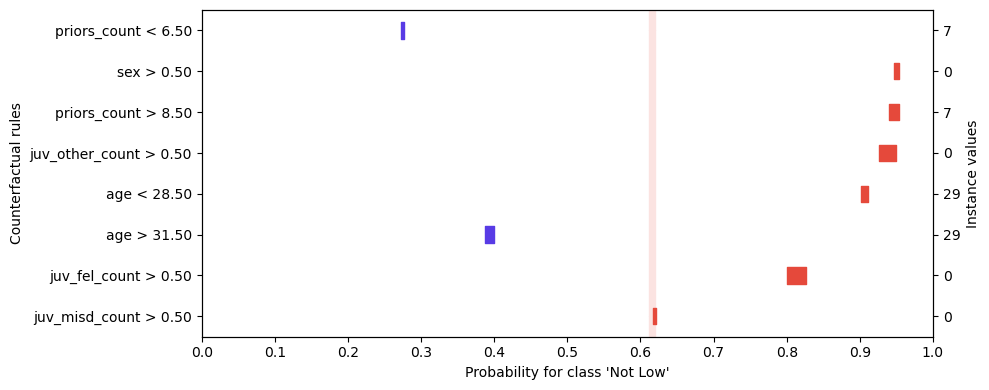 Counterfactual rules
priors_count < 6.50 7
sex > 0.50 0
priors_count > 8.50 7
juv_other_count > 0.50 0
age < 28.50 29
age > 31.50 29
juv_fel_count > 0.50 0
juv_misd_count > 0.50 0
Instance values
0.0 0.1 0.2 0.3 0.4 0.5 0.6 0.7 0.8 0.9 1.0
Probability for class 'Not Low'